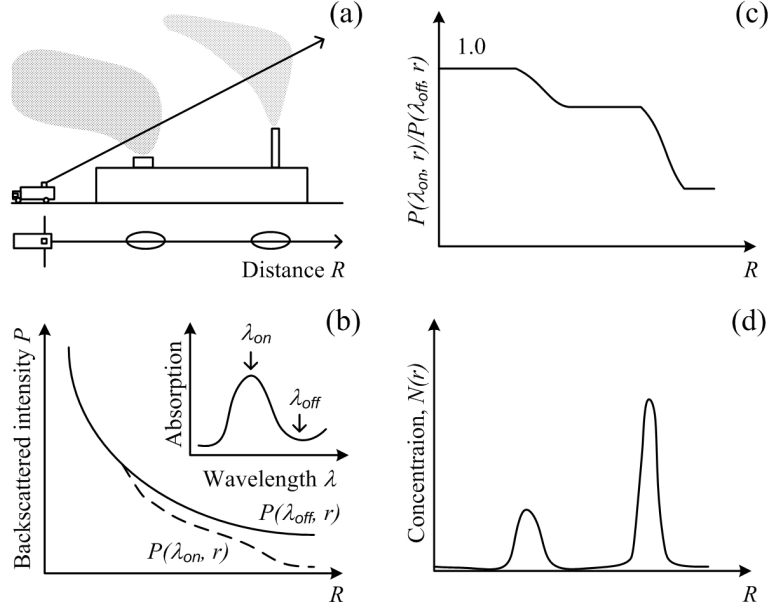 (a)
Distance R
(b)
Backscattered intensity P
Absorption
λon
λoff
Wavelength λ
P(λoff, r)
P(λon, r)
R
(c)
1.0
P(λon, r)/P(λoff, r)
R
(d)
Concentraion, N(r)
R